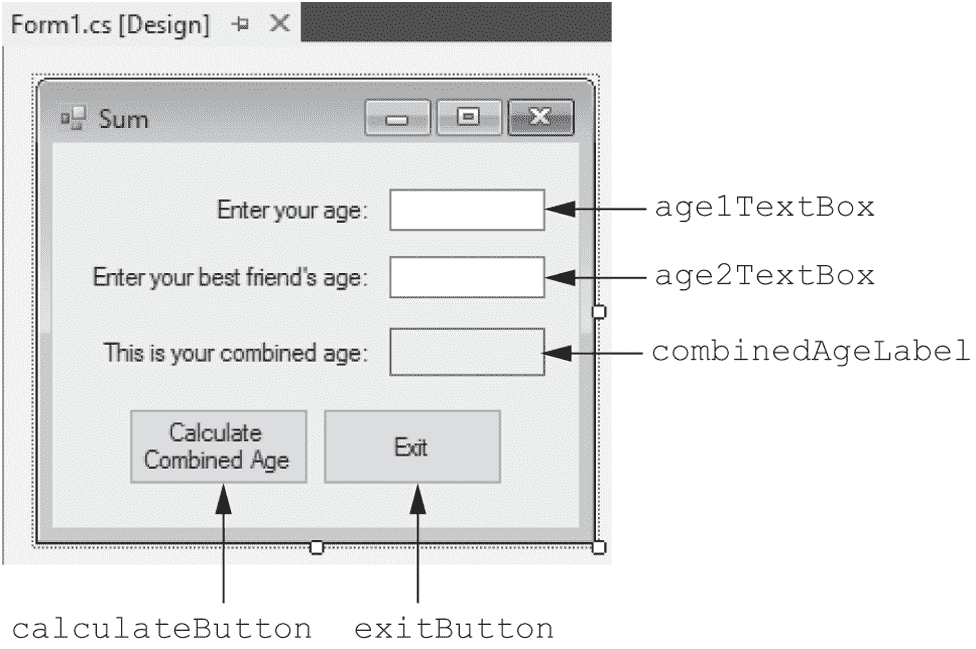 Form1.cs [Design]
Sum
Enter your age:
age1TextBox
Enter your best friend's age:
age2TextBox
This is your combined age:
combinedAgeLabel
Calculate
Combined Age
Exit
calculateButton
exitButton